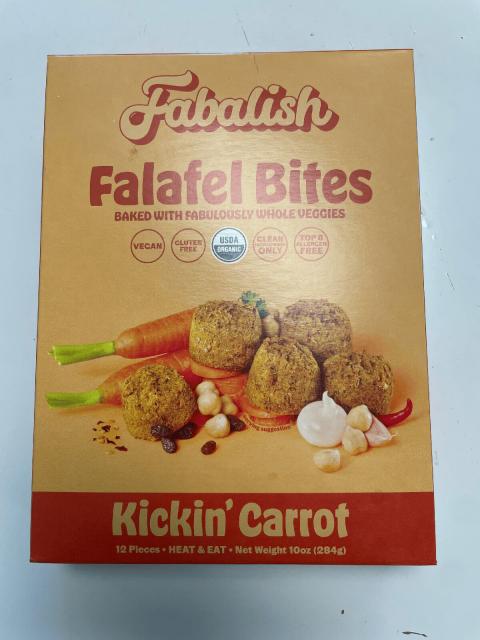 Fabalish
Falafel Bites
BAKED WITH FABULOUSLY WHOLE VEGGIES
VEGAN
GLUTEN
FREE
USDA
ORGANIC
CLEAN
ONLY
TOP 8
ALLERGEN
FREE
suggestion
Kickin' Carrot
12 Pieces • HEAT & EAT • Net Weight 10oz (284g)